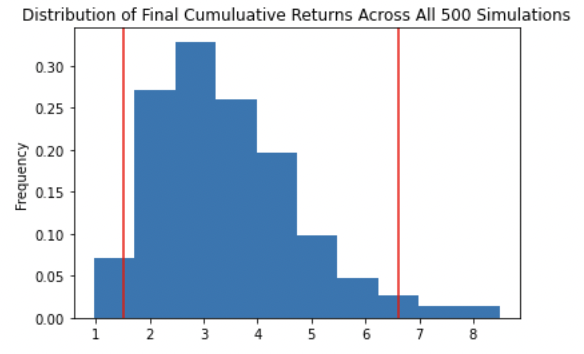 Distribution of Final Cumuluative Returns Across All 500 Simulations
0.30
0.25
0.20
0.15
0.10
0.05
0.00
Frequency
1 2 3 4 5 6 7 8